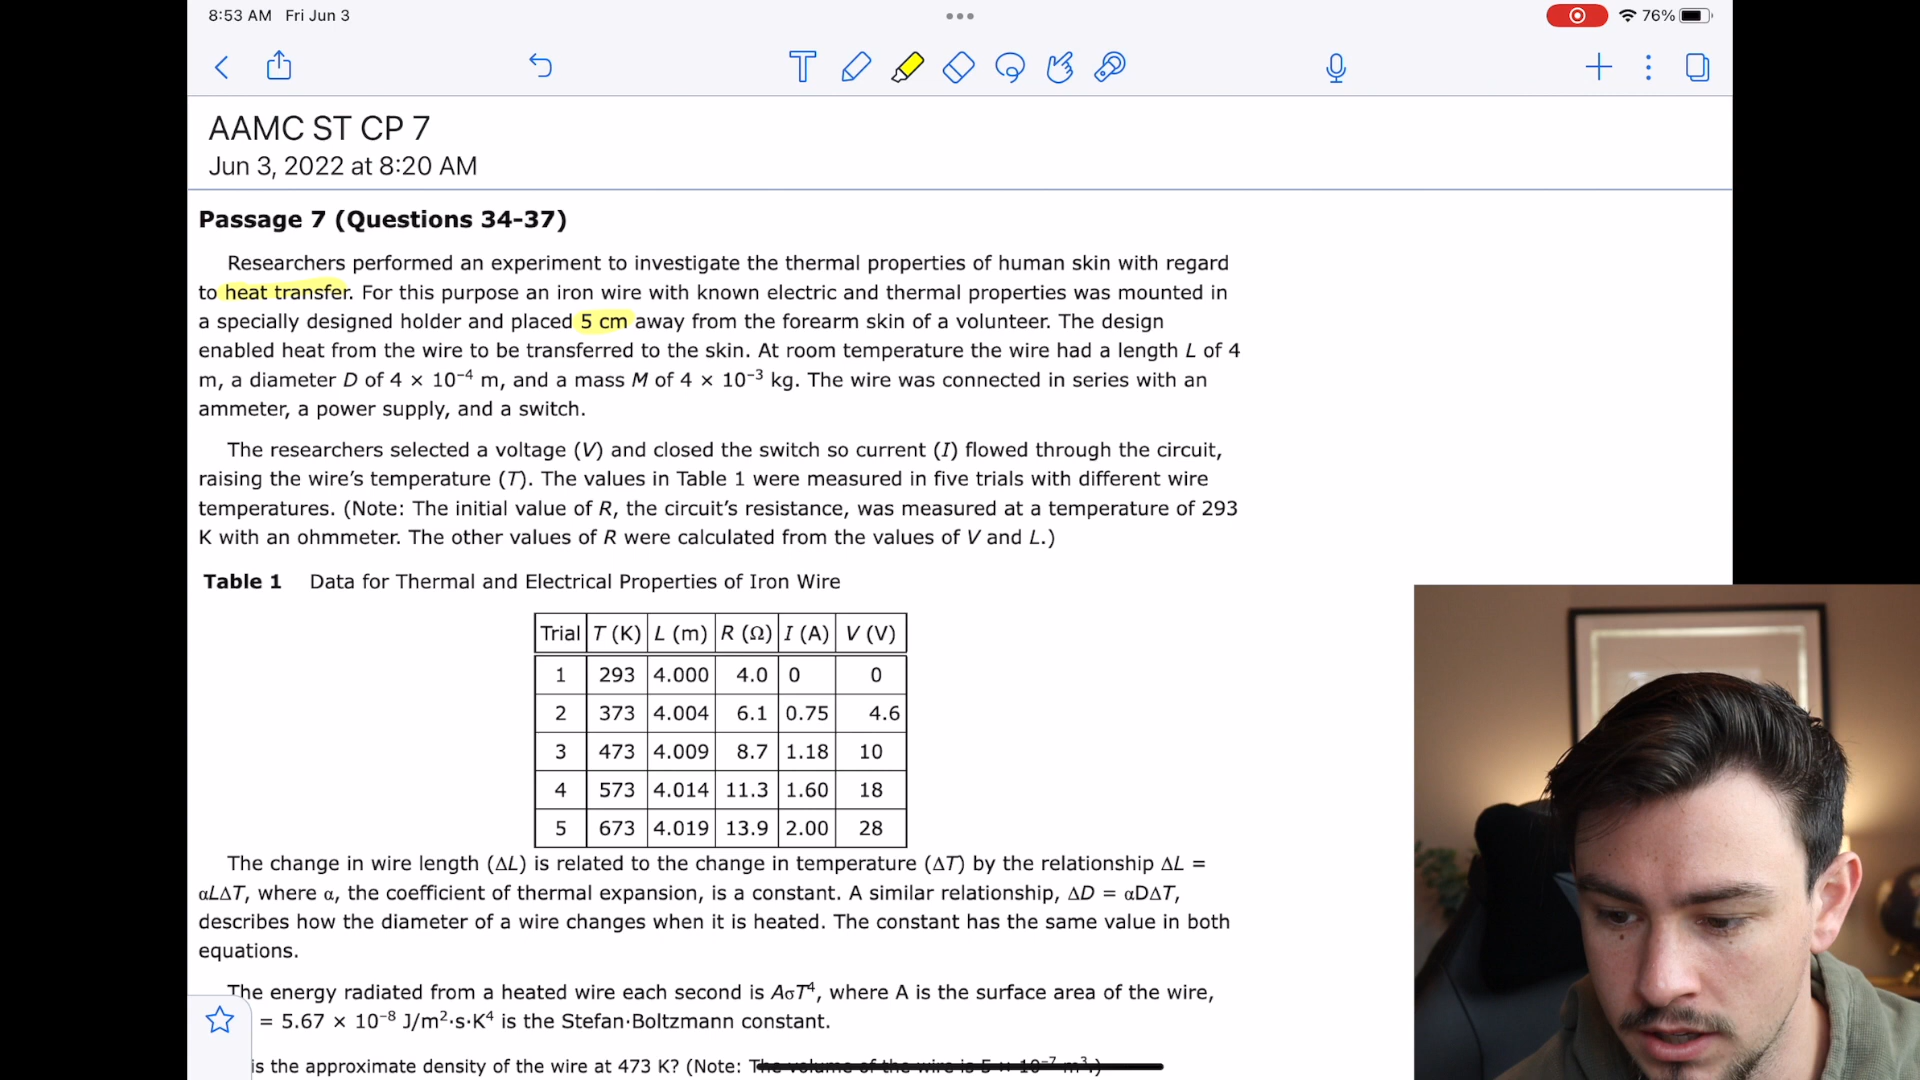 8:53 AM Fri Jun 3
76%
AAMC ST CP 7
Jun 3, 2022 at 8:20 AM
Passage 7 (Questions 34-37)
Researchers performed an experiment to investigate the thermal properties of human skin with regard
to heat transfer. For this purpose an iron wire with known electric and thermal properties was mounted in
a specially designed holder and placed 5 cm away from the forearm skin of a volunteer. The design
enabled heat from the wire to be transferred to the skin. At room temperature the wire had a length L of 4
m, a diameter D of 4 × 10⁻⁴ m, and a mass M of 4 × 10⁻³ kg. The wire was connected in series with an
ammeter, a power supply, and a switch.
The researchers selected a voltage (V) and closed the switch so current (I) flowed through the circuit,
raising the wire's temperature (T). The values in Table 1 were measured in five trials with different wire
temperatures. (Note: The initial value of R, the circuit's resistance, was measured at a temperature of 293
K with an ohmmeter. The other values of R were calculated from the values of V and L.)
Table 1 Data for Thermal and Electrical Properties of Iron Wire
Trial T (K) L (m) R (Ω) I (A) V (V)
1 293 4.000 4.0 0 0
2 373 4.004 6.1 0.75 4.6
3 473 4.009 8.7 1.18 10
4 573 4.014 11.3 1.60 18
5 673 4.019 13.9 2.00 28
The change in wire length (ΔL) is related to the change in temperature (ΔT) by the relationship ΔL =
αLΔT, where α, the coefficient of thermal expansion, is a constant. A similar relationship, ΔD = αDΔT,
describes how the diameter of a wire changes when it is heated. The constant has the same value in both
equations.
The energy radiated from a heated wire each second is AσT⁴, where A is the surface area of the wire,
= 5.67 × 10⁻⁸ J/m²·s·K⁴ is the Stefan·Boltzmann constant.
is the approximate density of the wire at 473 K? (Note: The volume of the wire is 5 × 10⁻⁷ m³.)